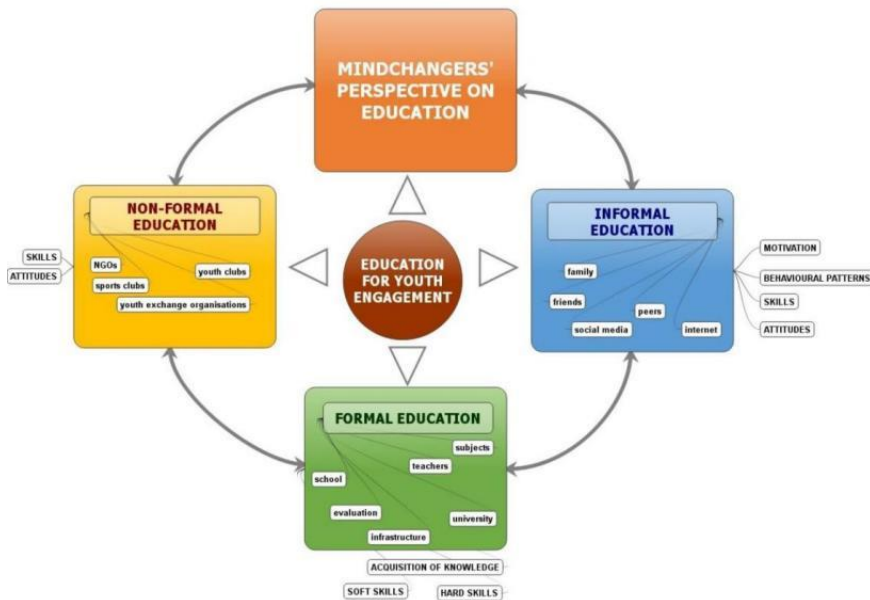 MINDCHANGERS'
PERSPECTIVE ON
EDUCATION
NON-FORMAL
EDUCATION
NGOs
youth clubs
sports clubs
youth exchange organisations
SKILLS
ATTITUDES
EDUCATION
FOR YOUTH
ENGAGEMENT
INFORMAL
EDUCATION
family
friends
peers
social media
internet
MOTIVATION
BEHAVIOURAL PATTERNS
SKILLS
ATTITUDES
FORMAL EDUCATION
subjects
teachers
school
evaluation
university
infrastructure
ACQUISITION OF KNOWLEDGE
SOFT SKILLS
HARD SKILLS